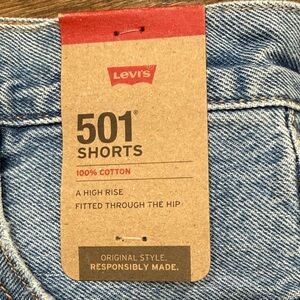 LEVI'S
501®
SHORTS
100% COTTON
A HIGH RISE
FITTED THROUGH THE HIP
ORIGINAL STYLE.
RESPONSIBLY MADE.